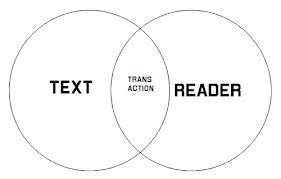 TEXT
TRANS
ACTION
READER